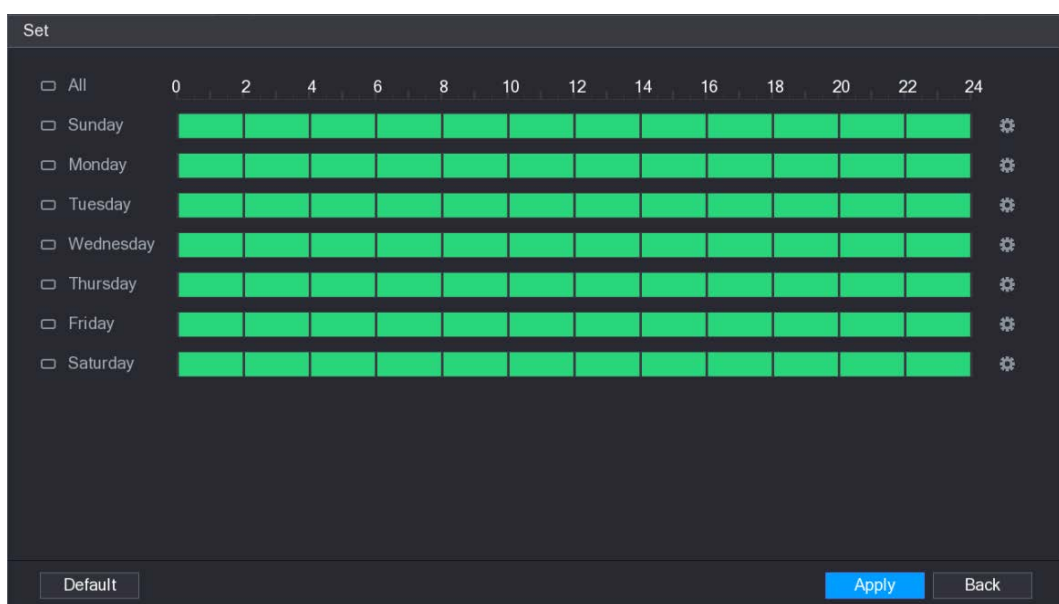 Set
All 0 2 4 6 8 10 12 14 16 18 20 22 24
Sunday
Monday
Tuesday
Wednesday
Thursday
Friday
Saturday
Default Apply Back